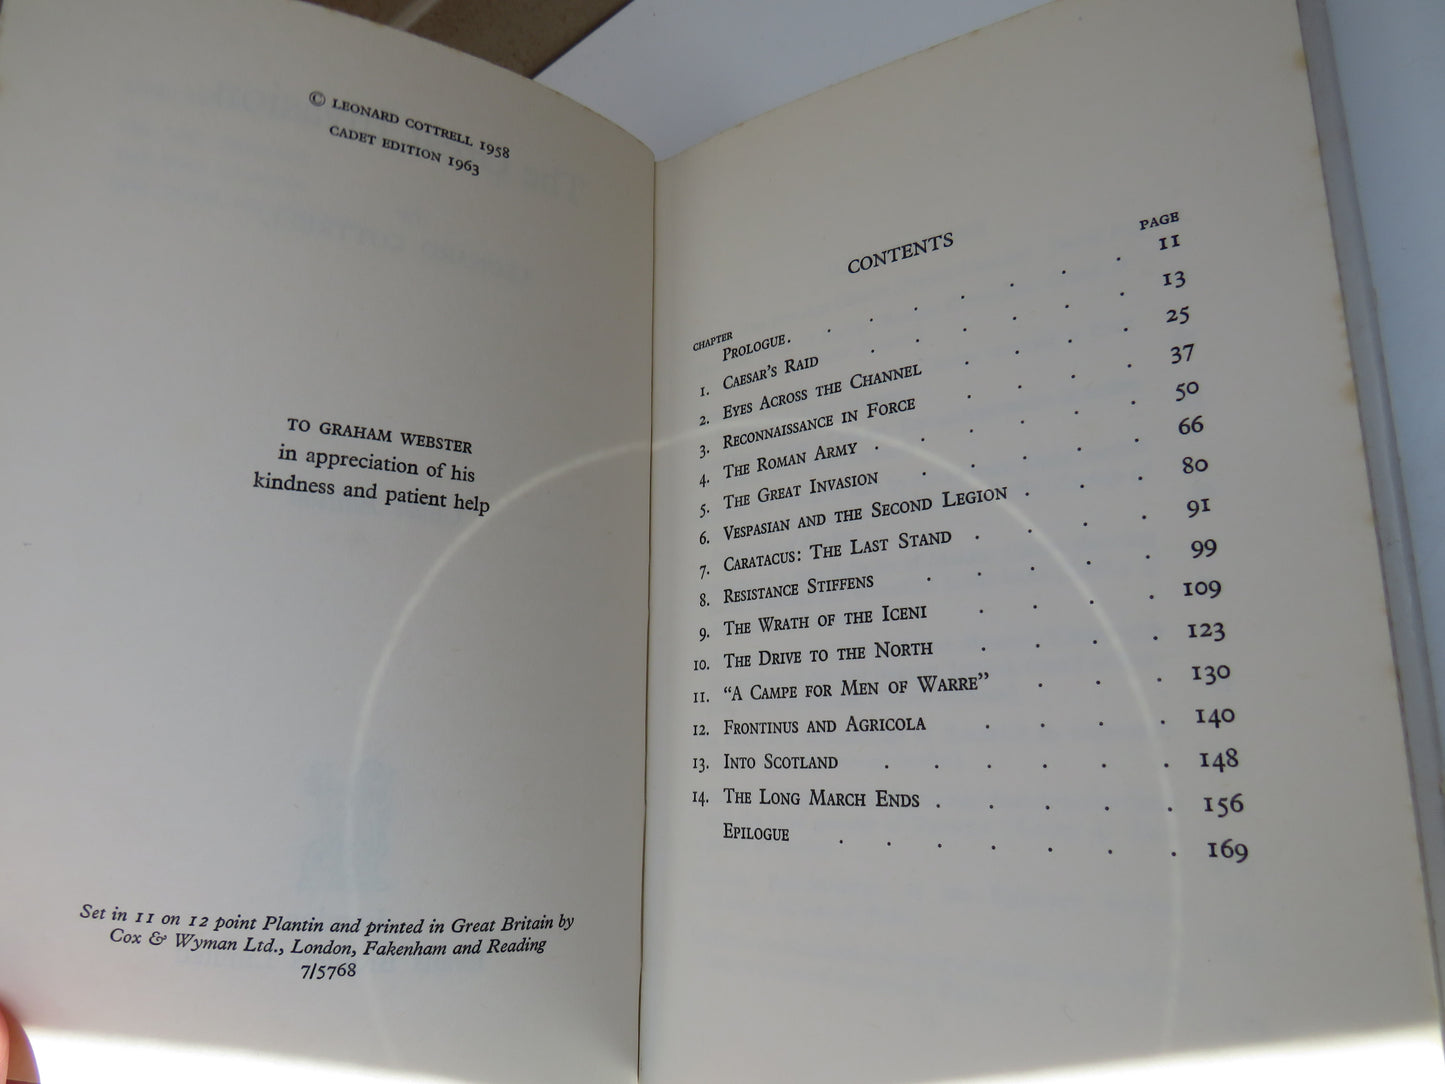 © LEONARD COTTRELL 1958
CADET EDITION 1963
TO GRAHAM WEBSTER
in appreciation of his
kindness and patient help
Set in 11 on 12 point Plantin and printed in Great Britain by
Cox & Wyman Ltd., London, Fakenham and Reading
7/5768
CONTENTS
CHAPTER PAGE
PROLOGUE. . . . . . . . 11
1. CAESAR'S RAID . . . . . . 13
2. EYES ACROSS THE CHANNEL . . . . 25
3. RECONNAISSANCE IN FORCE . . . . 37
4. THE ROMAN ARMY . . . . . . 50
5. THE GREAT INVASION . . . . . 66
6. VESPASIAN AND THE SECOND LEGION . . . . 80
7. CARATACUS: THE LAST STAND . . . . 91
8. RESISTANCE STIFFENS . . . . . 99
9. THE WRATH OF THE ICENI . . . . 109
10. THE DRIVE TO THE NORTH . . . . 123
11. "A CAMPE FOR MEN OF WARRE" . . . 130
12. FRONTINUS AND AGRICOLA . . . . 140
13. INTO SCOTLAND . . . . . . 148
14. THE LONG MARCH ENDS . . . . . 156
EPILOGUE . . . . . . . 169